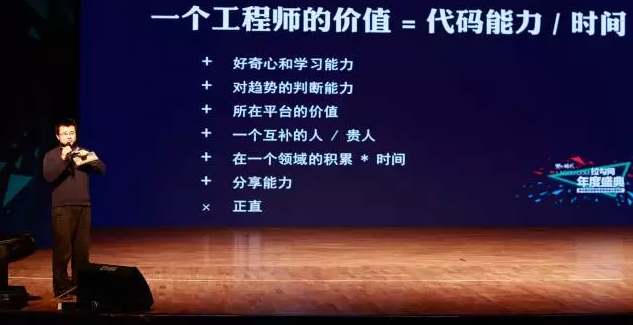 一个工程师的价值 = 代码能力 / 时间
+ 好奇心和学习能力
+ 对趋势的判断能力
+ 所在平台的价值
+ 一个互补的人 / 贵人
+ 在一个领域的积累 * 时间
+ 分享能力
× 正直
拉勾网
年度盛典